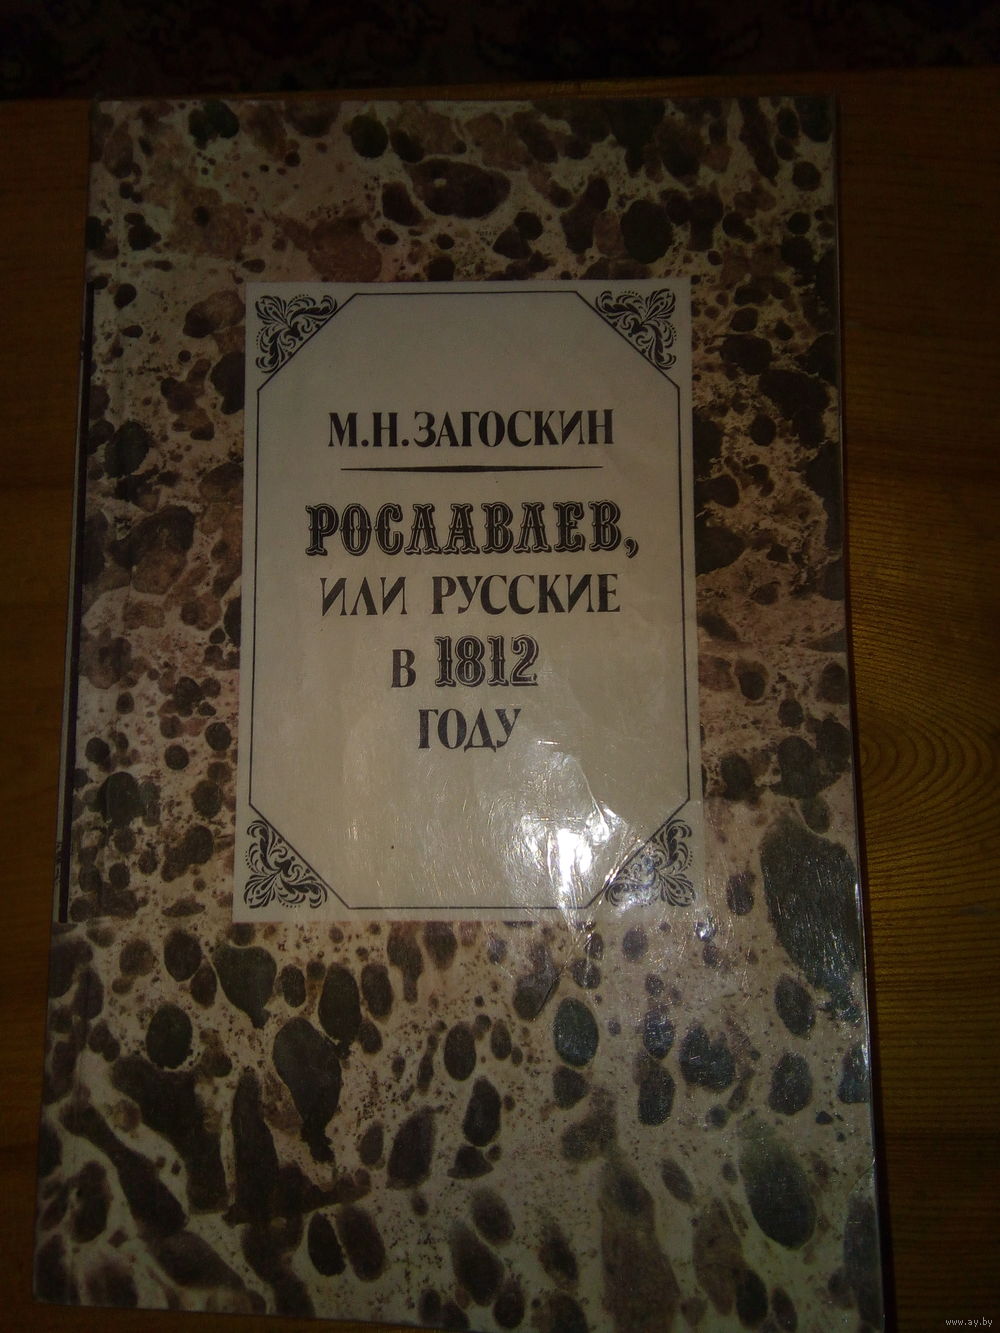 М.Н.ЗАГОСКИН
РОСЛАВЛЕВ,
ИЛИ РУССКИЕ
В 1812
ГОДУ
www.ay.by